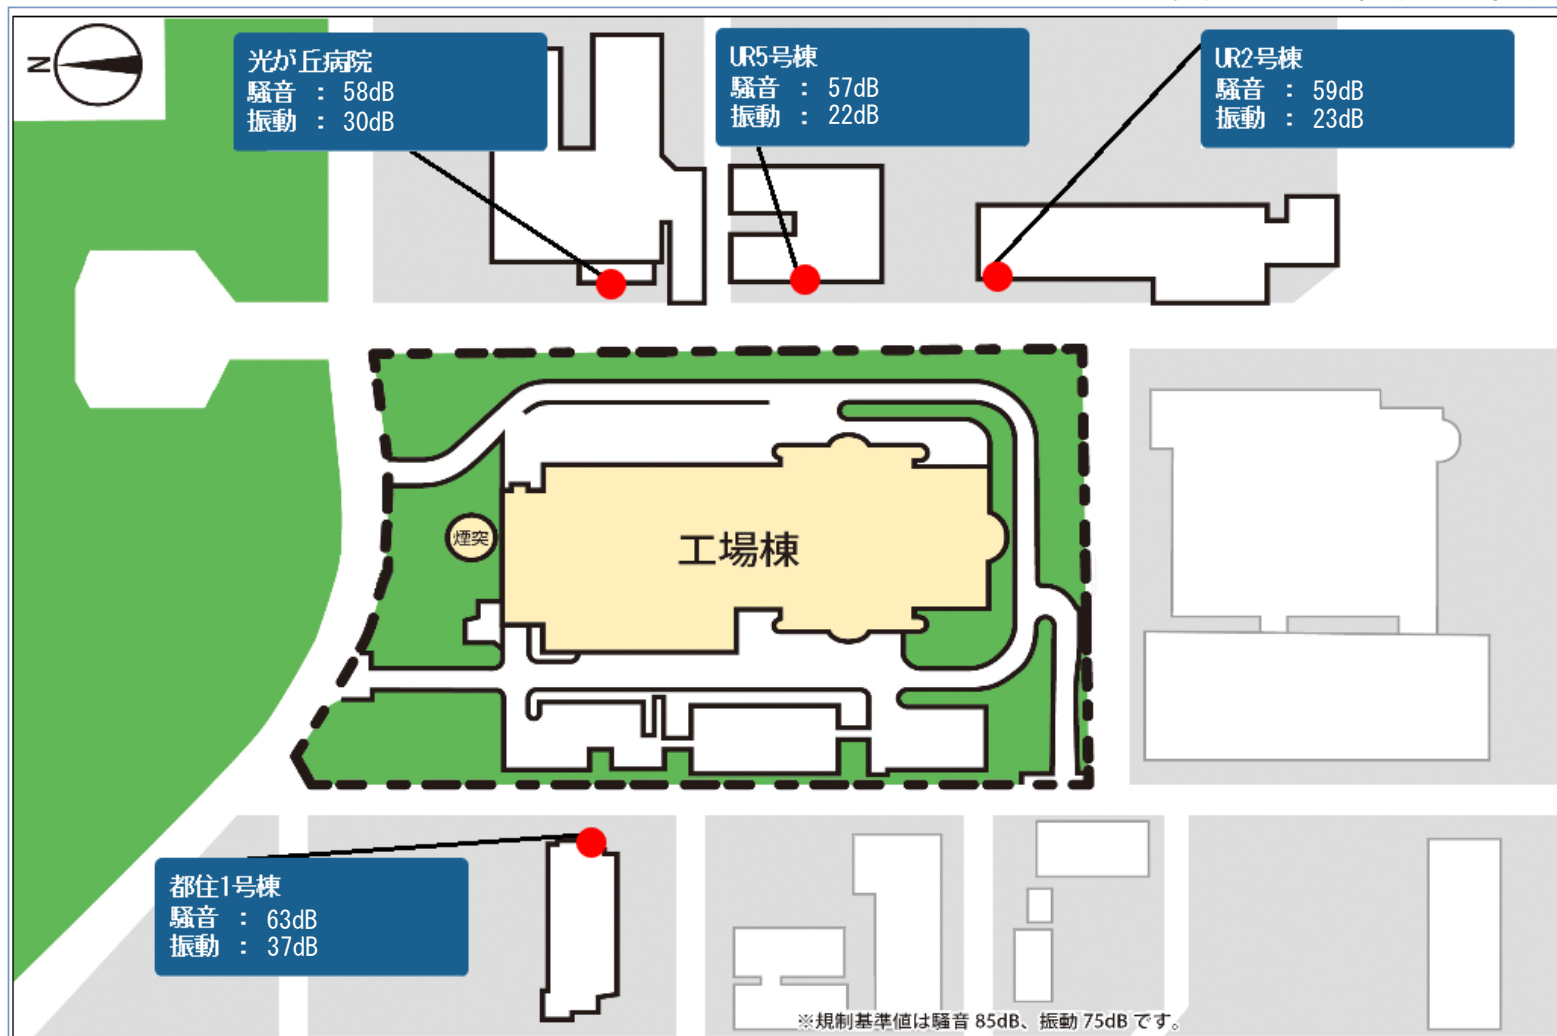 N
光が丘病院
騒音 : 58dB
振動 : 30dB
UR5号棟
騒音 : 57dB
振動 : 22dB
UR2号棟
騒音 : 59dB
振動 : 23dB
煙突
工場棟
都住1号棟
騒音 : 63dB
振動 : 37dB
※規制基準値は騒音 85dB、振動 75dB です。